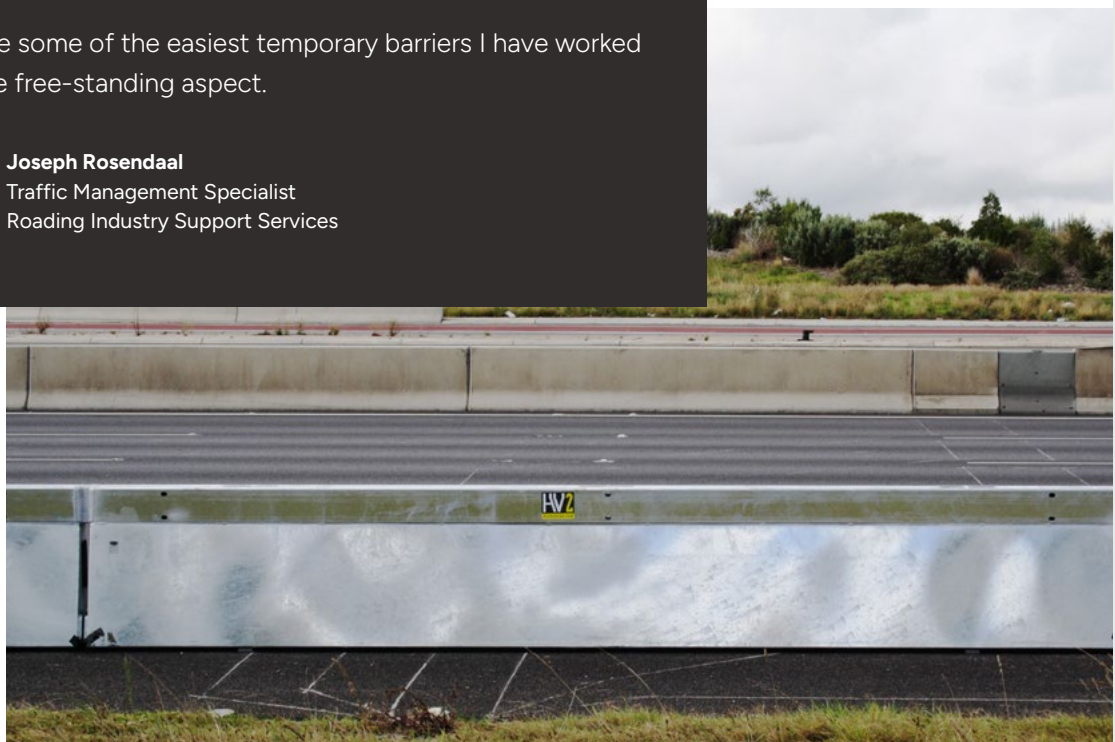 some of the easiest temporary barriers I have worked
free-standing aspect.
Joseph Rosendaal
Traffic Management Specialist
Roading Industry Support Services
HV2